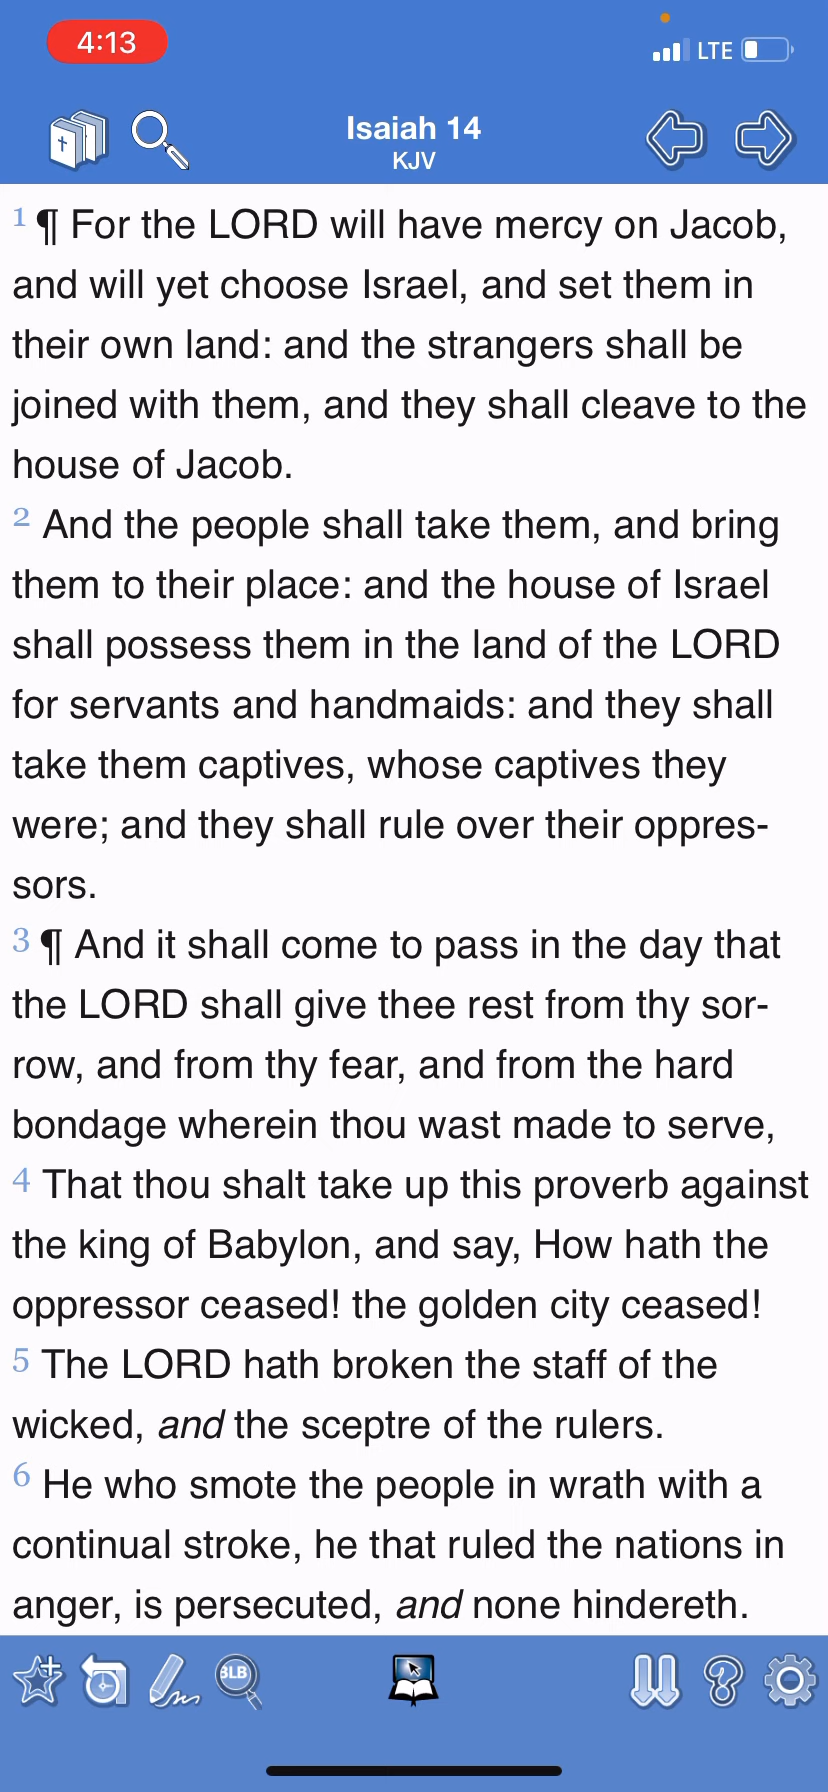 4:13
LTE
Isaiah 14
KJV
1 ¶ For the LORD will have mercy on Jacob,
and will yet choose Israel, and set them in
their own land: and the strangers shall be
joined with them, and they shall cleave to the
house of Jacob.
2 And the people shall take them, and bring
them to their place: and the house of Israel
shall possess them in the land of the LORD
for servants and handmaids: and they shall
take them captives, whose captives they
were; and they shall rule over their oppres-
sors.
3 ¶ And it shall come to pass in the day that
the LORD shall give thee rest from thy sor-
row, and from thy fear, and from the hard
bondage wherein thou wast made to serve,
4 That thou shalt take up this proverb against
the king of Babylon, and say, How hath the
oppressor ceased! the golden city ceased!
5 The LORD hath broken the staff of the
wicked, and the sceptre of the rulers.
6 He who smote the people in wrath with a
continual stroke, he that ruled the nations in
anger, is persecuted, and none hindereth.
BLB